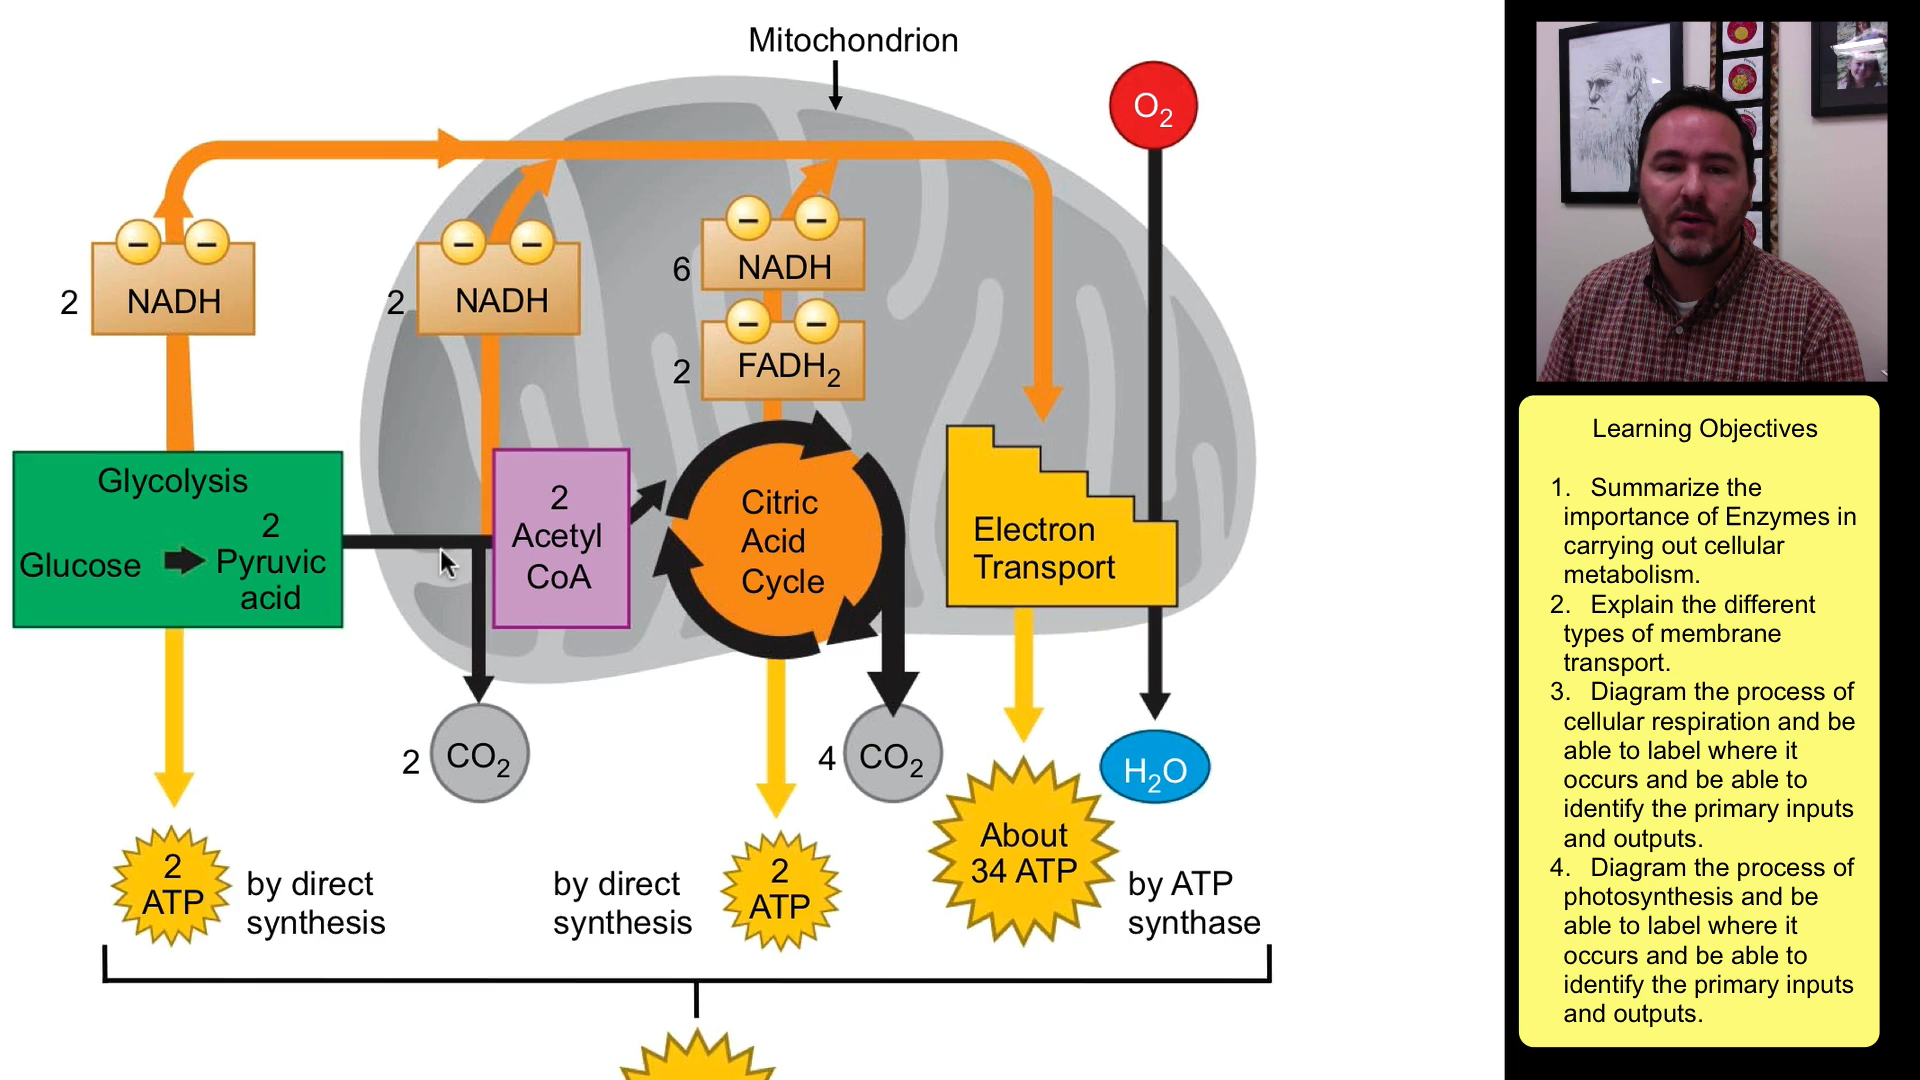 Mitochondrion
O2
2
NADH
2
NADH
6
NADH
2
FADH2
Glycolysis
Glucose
2
Pyruvic
acid
2
Acetyl
CoA
Citric
Acid
Cycle
Electron
Transport
2
CO2
4
CO2
H2O
2
ATP
by direct
synthesis
by direct
synthesis
2
ATP
About
34 ATP
by ATP
synthase
Learning Objectives
1. Summarize the
importance of Enzymes in
carrying out cellular
metabolism.
2. Explain the different
types of membrane
transport.
3. Diagram the process of
cellular respiration and be
able to label where it
occurs and be able to
identify the primary inputs
and outputs.
4. Diagram the process of
photosynthesis and be
able to label where it
occurs and be able to
identify the primary inputs
and outputs.